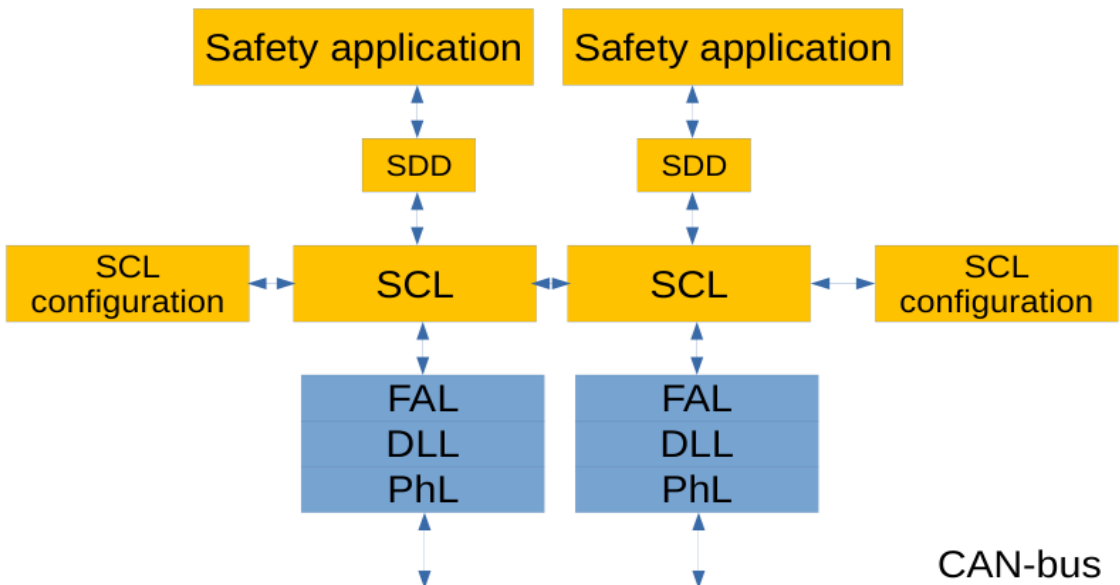 Safety application
Safety application
SDD
SDD
SCL
configuration
SCL
SCL
SCL
configuration
FAL
FAL
DLL
DLL
PhL
PhL
CAN-bus